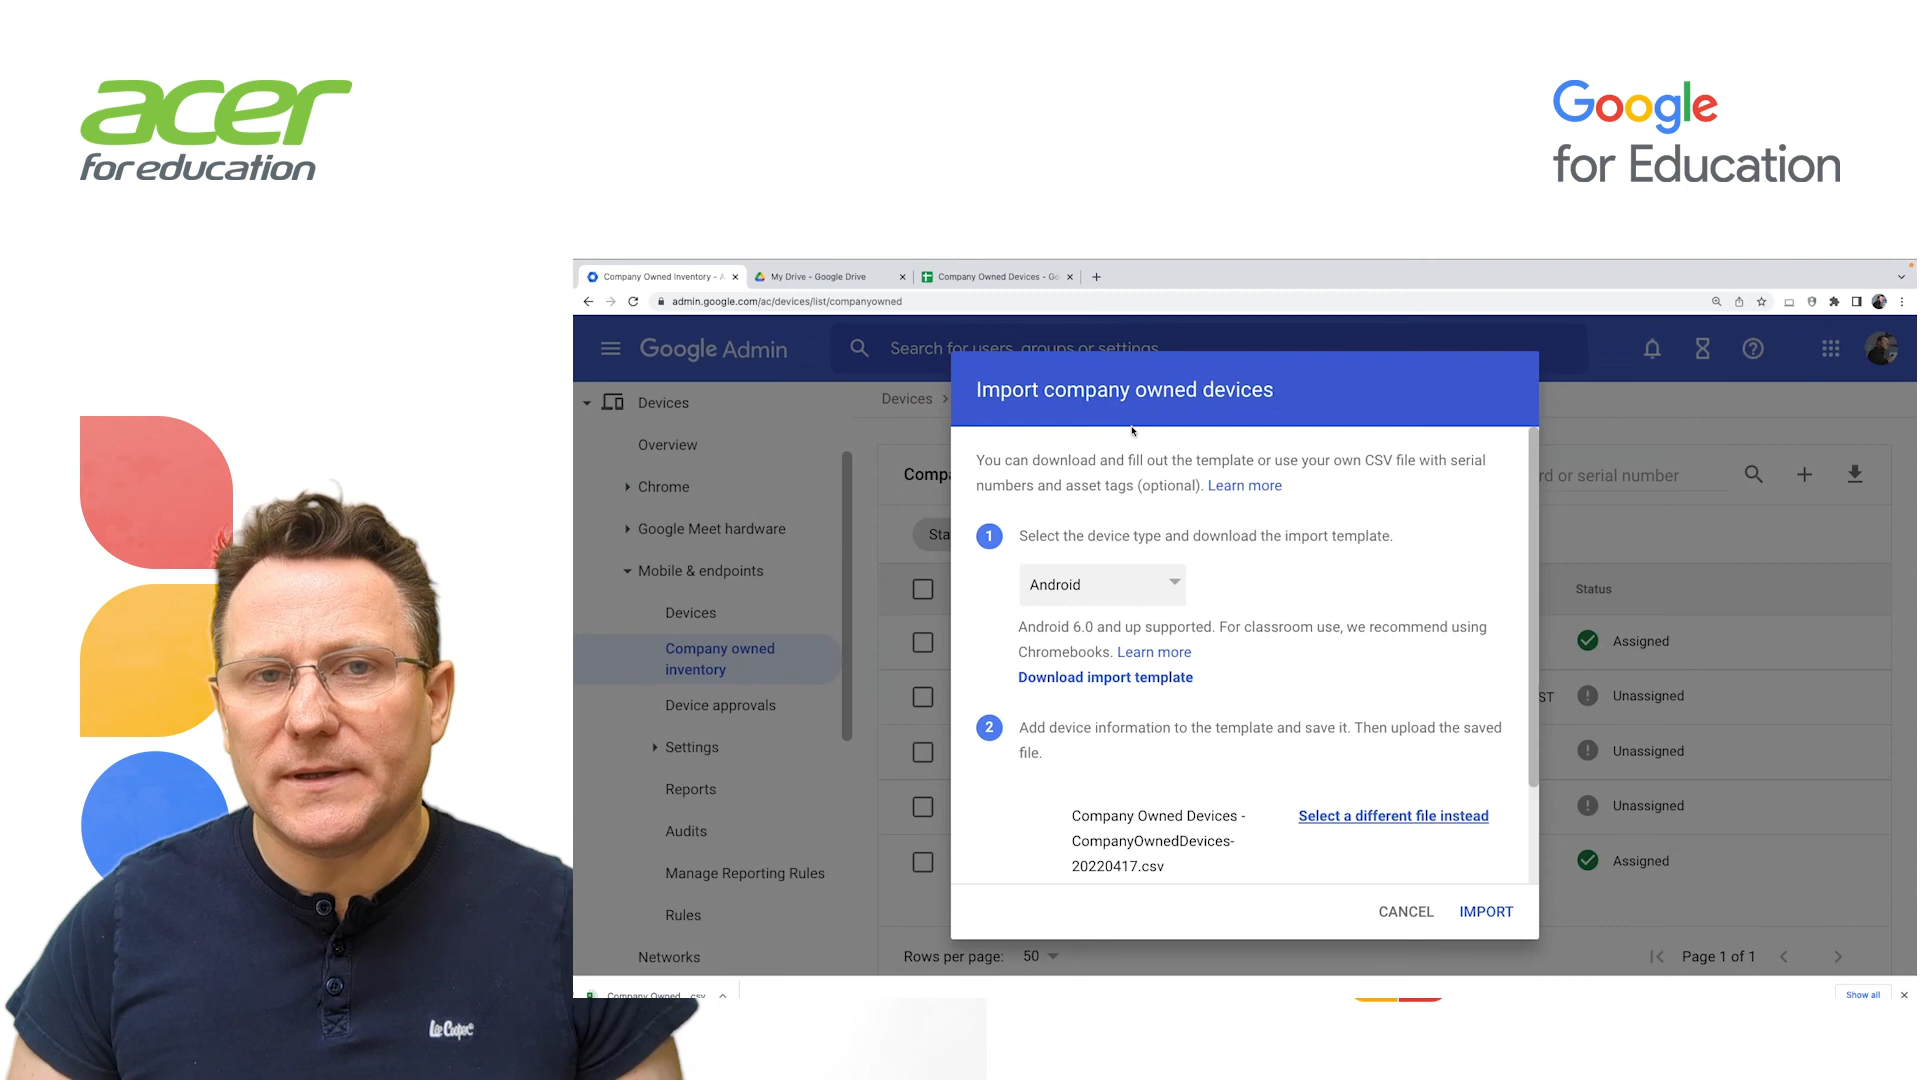 acer
for education
Google
for Education
Company Owned Inventory - A
My Drive - Google Drive
Company Owned Devices - Go
admin.google.com/ac/devices/list/companyowned
Google Admin
Search for users, groups or settings
Devices
Overview
Chrome
Google Meet hardware
Mobile & endpoints
Devices
Company owned
inventory
Device approvals
Settings
Reports
Audits
Manage Reporting Rules
Rules
Networks
Devices
Compa
rd or serial number
Sta
Status
Assigned
ST
Unassigned
Unassigned
Unassigned
Assigned
Rows per page: 50
Page 1 of 1
Import company owned devices
You can download and fill out the template or use your own CSV file with serial
numbers and asset tags (optional). Learn more
1 Select the device type and download the import template.
Android
Android 6.0 and up supported. For classroom use, we recommend using
Chromebooks. Learn more
Download import template
2 Add device information to the template and save it. Then upload the saved
file.
Company Owned Devices -
CompanyOwnedDevices-
20220417.csv
Select a different file instead
CANCEL
IMPORT
Company Owned ....csv
Show all
Lee Cooper